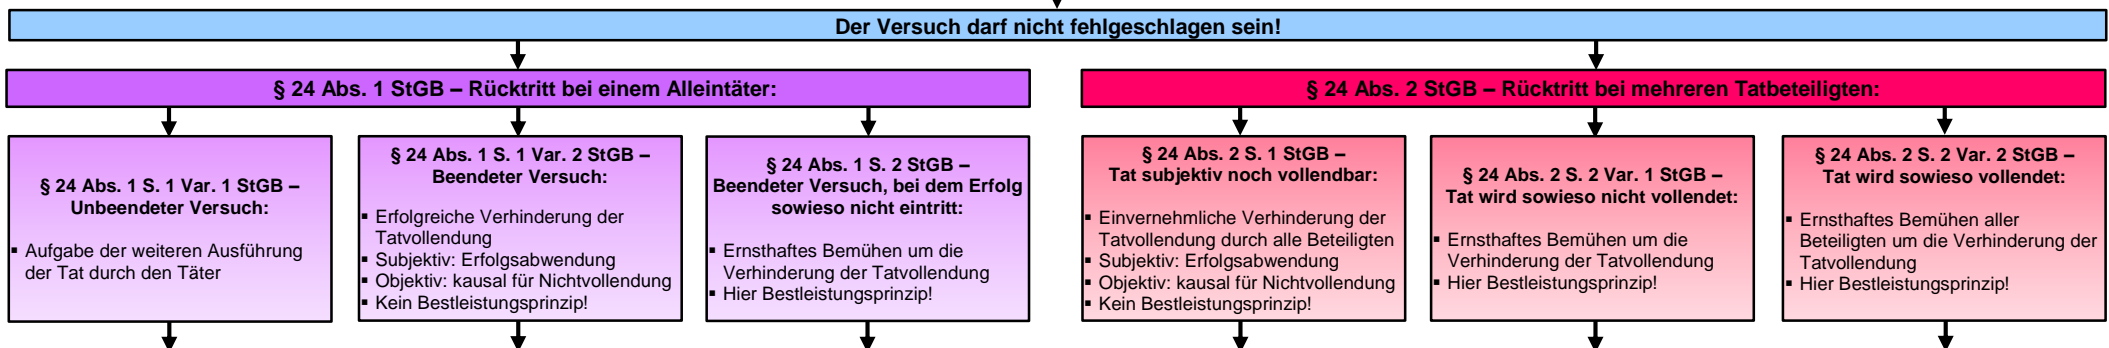 Der Versuch darf nicht fehlgeschlagen sein!
§ 24 Abs. 1 StGB – Rücktritt bei einem Alleintäter:
§ 24 Abs. 1 S. 1 Var. 1 StGB –
Unbeendeter Versuch:
▪ Aufgabe der weiteren Ausführung
der Tat durch den Täter
§ 24 Abs. 1 S. 1 Var. 2 StGB –
Beendeter Versuch:
▪ Erfolgreiche Verhinderung der
Tatvollendung
▪ Subjektiv: Erfolgsabwendung
▪ Objektiv: kausal für Nichtvollendung
▪ Kein Bestleistungsprinzip!
§ 24 Abs. 1 S. 2 StGB –
Beendeter Versuch, bei dem Erfolg
sowieso nicht eintritt:
▪ Ernsthaftes Bemühen um die
Verhinderung der Tatvollendung
▪ Hier Bestleistungsprinzip!
§ 24 Abs. 2 StGB – Rücktritt bei mehreren Tatbeteiligten:
§ 24 Abs. 2 S. 1 StGB –
Tat subjektiv noch vollendbar:
▪ Einvernehmliche Verhinderung der
Tatvollendung durch alle Beteiligten
▪ Subjektiv: Erfolgsabwendung
▪ Objektiv: kausal für Nichtvollendung
▪ Kein Bestleistungsprinzip!
§ 24 Abs. 2 S. 2 Var. 1 StGB –
Tat wird sowieso nicht vollendet:
▪ Ernsthaftes Bemühen um die
Verhinderung der Tatvollendung
▪ Hier Bestleistungsprinzip!
§ 24 Abs. 2 S. 2 Var. 2 StGB –
Tat wird sowieso vollendet:
▪ Ernsthaftes Bemühen aller
Beteiligten um die Verhinderung der
Tatvollendung
▪ Hier Bestleistungsprinzip!